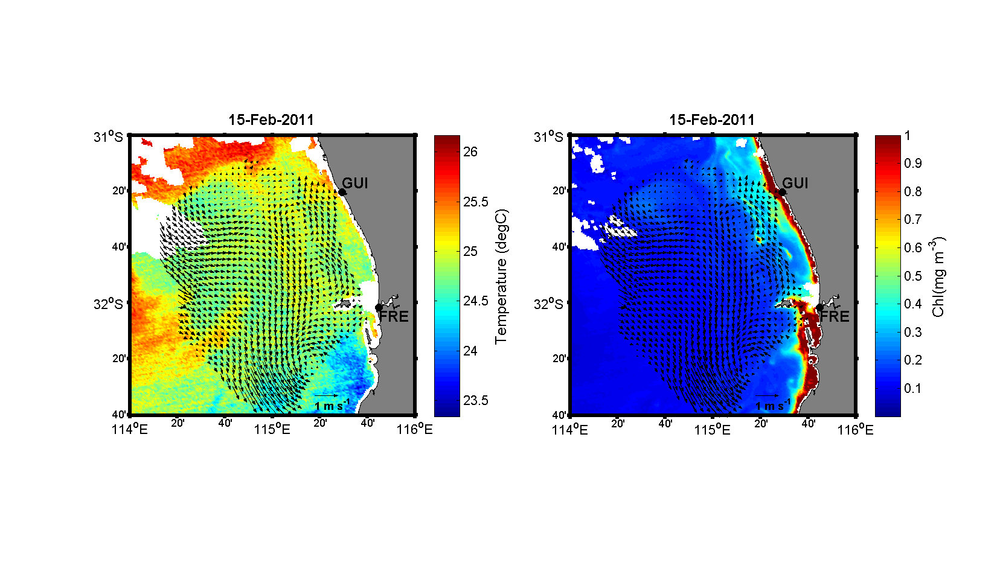 15-Feb-2011
31°S
20'
40'
32°S
20'
40'
114°E
20'
40'
115°E
20'
40'
116°E
GUI
FRE
1 m s⁻¹
26
25.5
25
24.5
24
23.5
Temperature (degC)
15-Feb-2011
31°S
20'
40'
32°S
20'
40'
114°E
20'
40'
115°E
20'
40'
116°E
GUI
FRE
1 m s⁻¹
1
0.9
0.8
0.7
0.6
0.5
0.4
0.3
0.2
0.1
Chl(mg m⁻³)